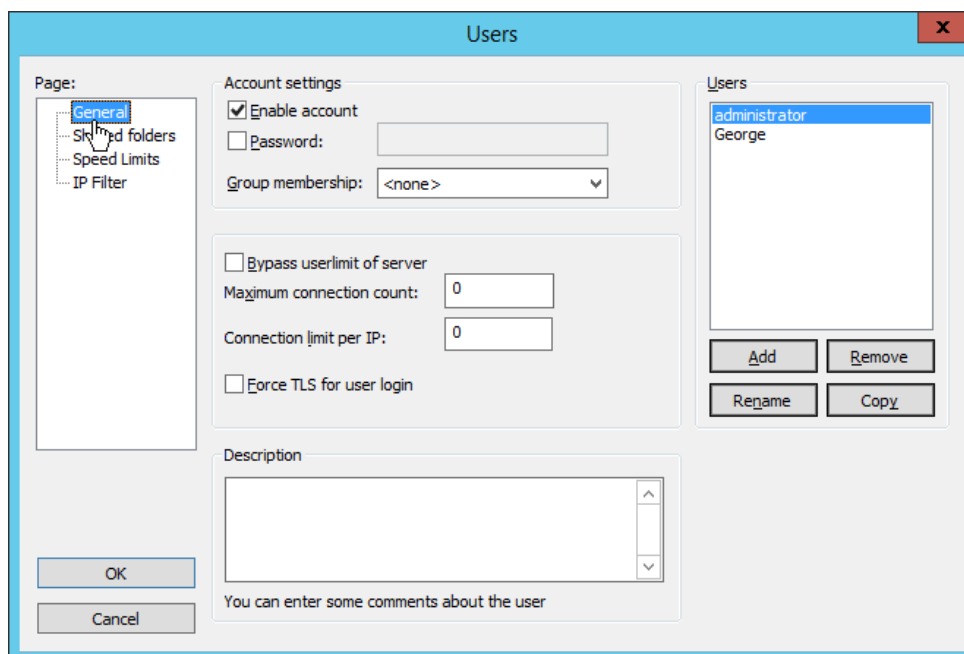 Users
x
Page:
General
Shared folders
Speed Limits
IP Filter
Account settings
Enable account
Password:
Group membership: <none>
Bypass userlimit of server
Maximum connection count: 0
Connection limit per IP: 0
Force TLS for user login
Description
You can enter some comments about the user
Users
administrator
George
Add Remove
Rename Copy
OK
Cancel